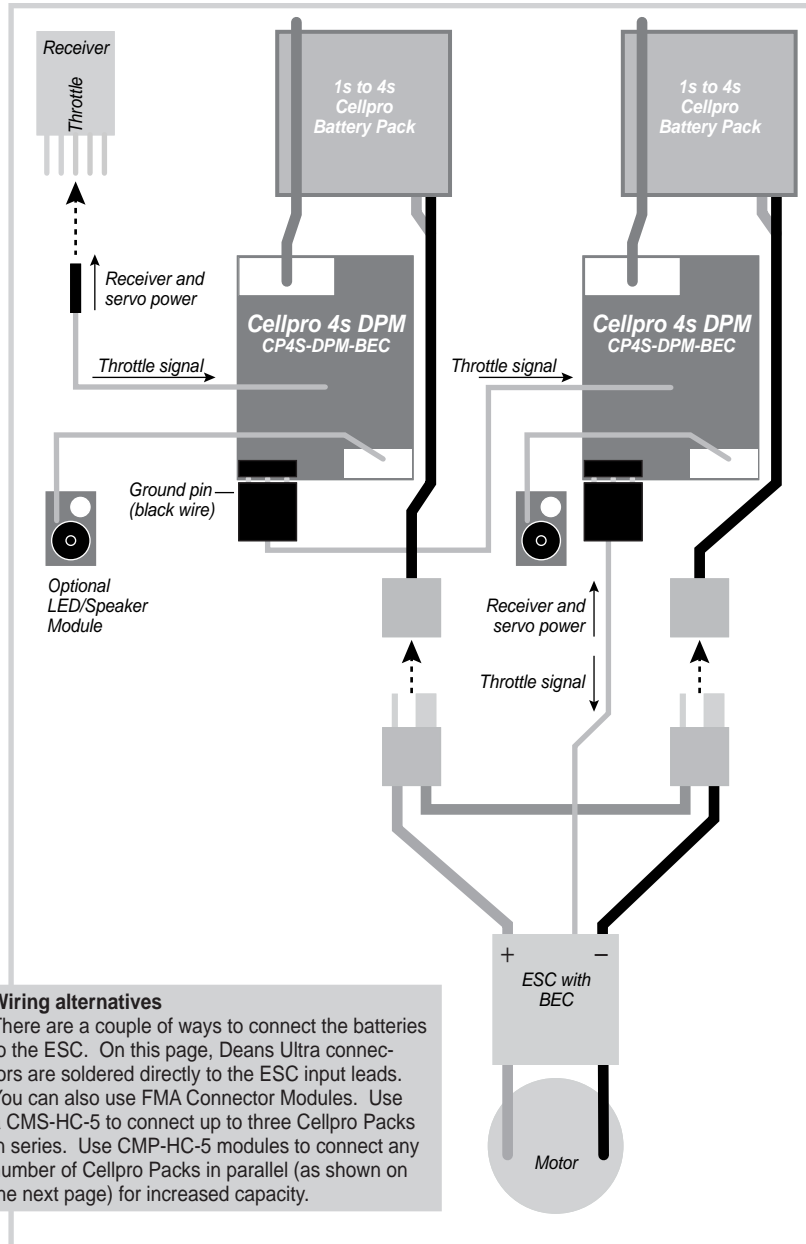 Receiver
Throttle
1s to 4s
Cellpro
Battery Pack
1s to 4s
Cellpro
Battery Pack
Receiver and
servo power
Cellpro 4s DPM
CP4S-DPM-BEC
Cellpro 4s DPM
CP4S-DPM-BEC
Throttle signal
Throttle signal
Ground pin
(black wire)
Optional
LED/Speaker
Module
Receiver and
servo power
Throttle signal
+ −
ESC with
BEC
Motor
Wiring alternatives
There are a couple of ways to connect the batteries
to the ESC. On this page, Deans Ultra connec-
tors are soldered directly to the ESC input leads.
You can also use FMA Connector Modules. Use
a CMS-HC-5 to connect up to three Cellpro Packs
in series. Use CMP-HC-5 modules to connect any
number of Cellpro Packs in parallel (as shown on
the next page) for increased capacity.